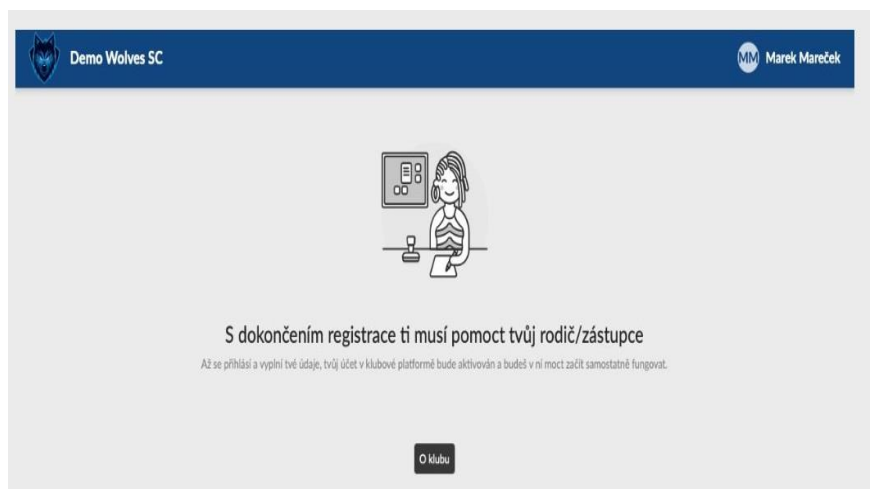 Demo Wolves SC
MM Marek Mareček
S dokončením registrace ti musí pomoct tvůj rodič/zástupce
Až se přihlásí a vyplní tvé údaje, tvůj účet v klubové platformě bude aktivován a budeš v ní moct začít samostatně fungovat.
O klubu